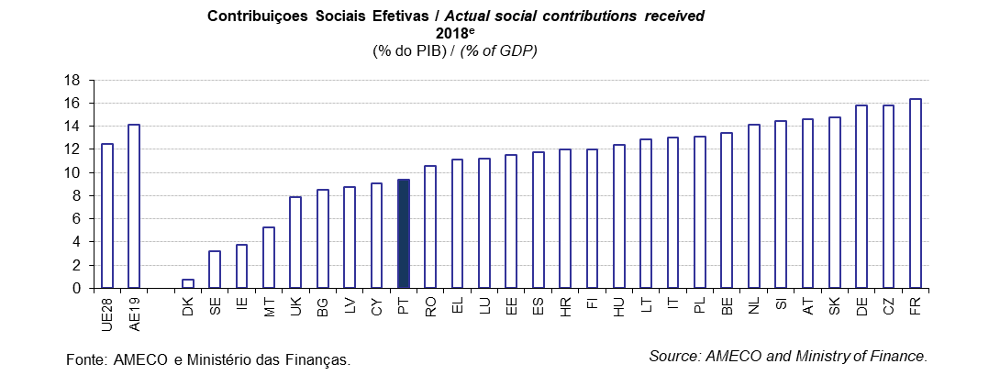 Contribuiçoes Sociais Efetivas / Actual social contributions received
2018ᵉ
(% do PIB) / (% of GDP)
18
16
14
12
10
8
6
4
2
0
UE28
AE19
DK
SE
IE
MT
UK
BG
LV
CY
PT
RO
EL
LU
EE
ES
HR
FI
HU
LT
IT
PL
BE
NL
SI
AT
SK
DE
CZ
FR
Fonte: AMECO e Ministério das Finanças.
Source: AMECO and Ministry of Finance.